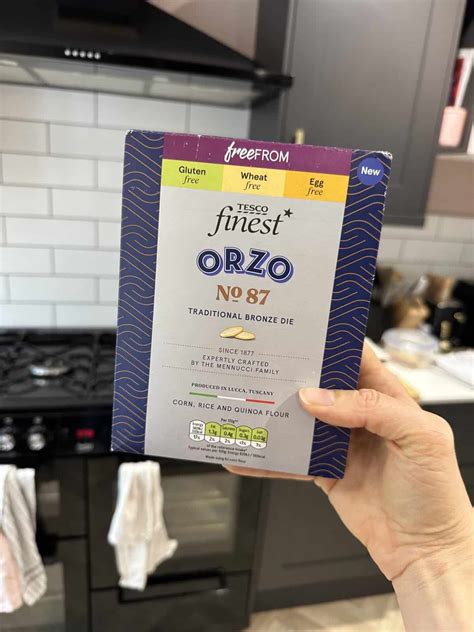 freeFROM
Gluten free
Wheat free
Egg free
New
TESCO
finest*
ORZO
No 87
TRADITIONAL BRONZE DIE
SINCE 1877
EXPERTLY CRAFTED
BY THE MENNUCCI FAMILY
PRODUCED IN LUCCA, TUSCANY
CORN, RICE AND QUINOA FLOUR